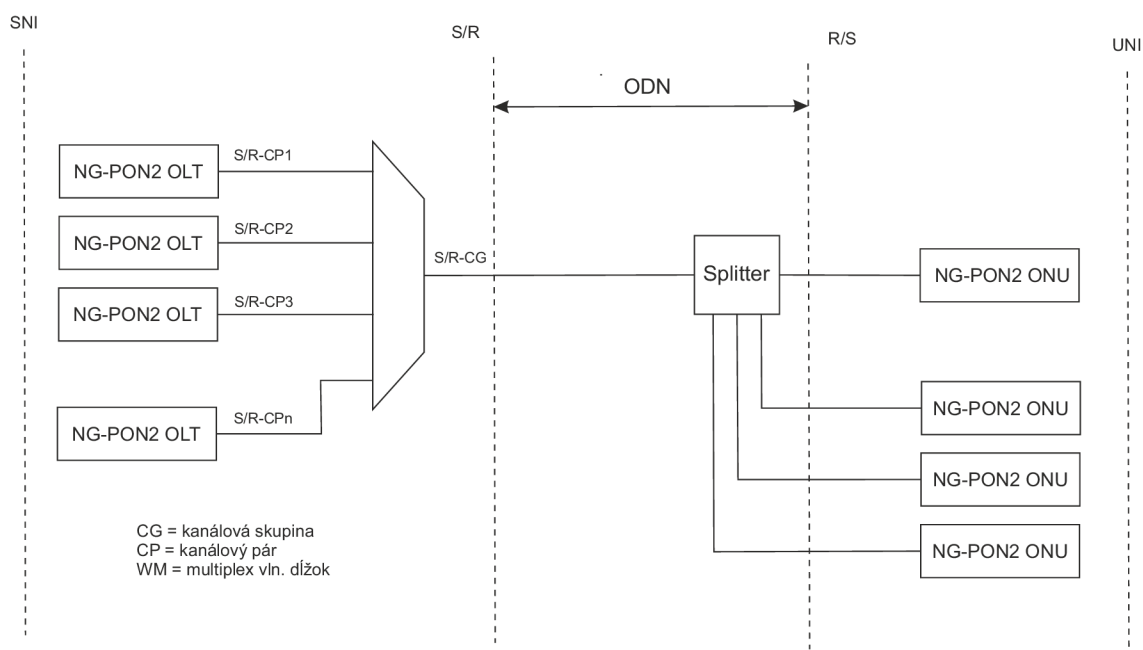 SNI
S/R
R/S
UNI
ODN
NG-PON2 OLT
S/R-CP1
NG-PON2 OLT
S/R-CP2
NG-PON2 OLT
S/R-CP3
NG-PON2 OLT
S/R-CPn
S/R-CG
Splitter
NG-PON2 ONU
NG-PON2 ONU
NG-PON2 ONU
NG-PON2 ONU
CG = kanálová skupina
CP = kanálový pár
WM = multiplex vln. dĺžok